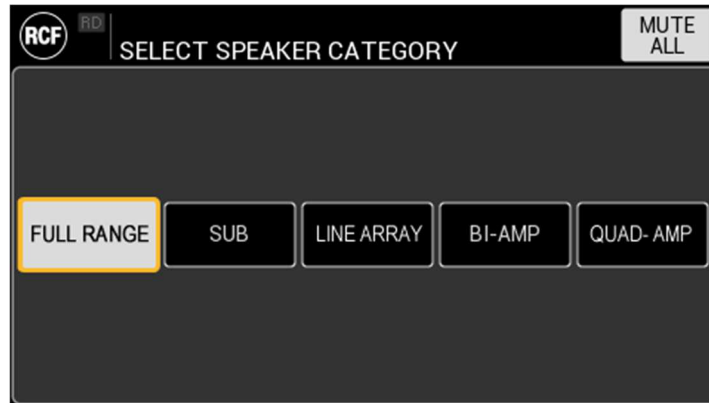 RCF
RD
SELECT SPEAKER CATEGORY
MUTE
ALL
FULL RANGE
SUB
LINE ARRAY
BI-AMP
QUAD- AMP